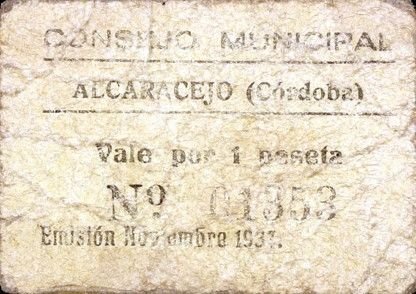 CONSEJO MUNICIPAL
ALCARACEJO (Córdoba)
Vale por 1 peseta
Nº 01353
Emisión Noviembre 1937.